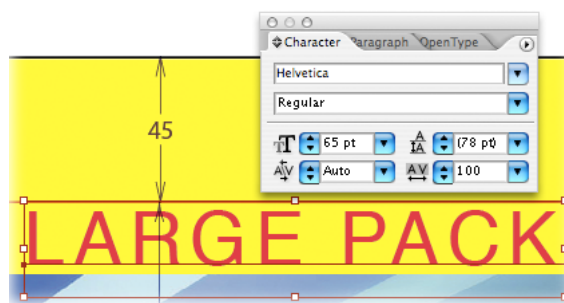 Character Paragraph OpenType
Helvetica
Regular
65 pt (78 pt)
Auto 100
45
LARGE PACK